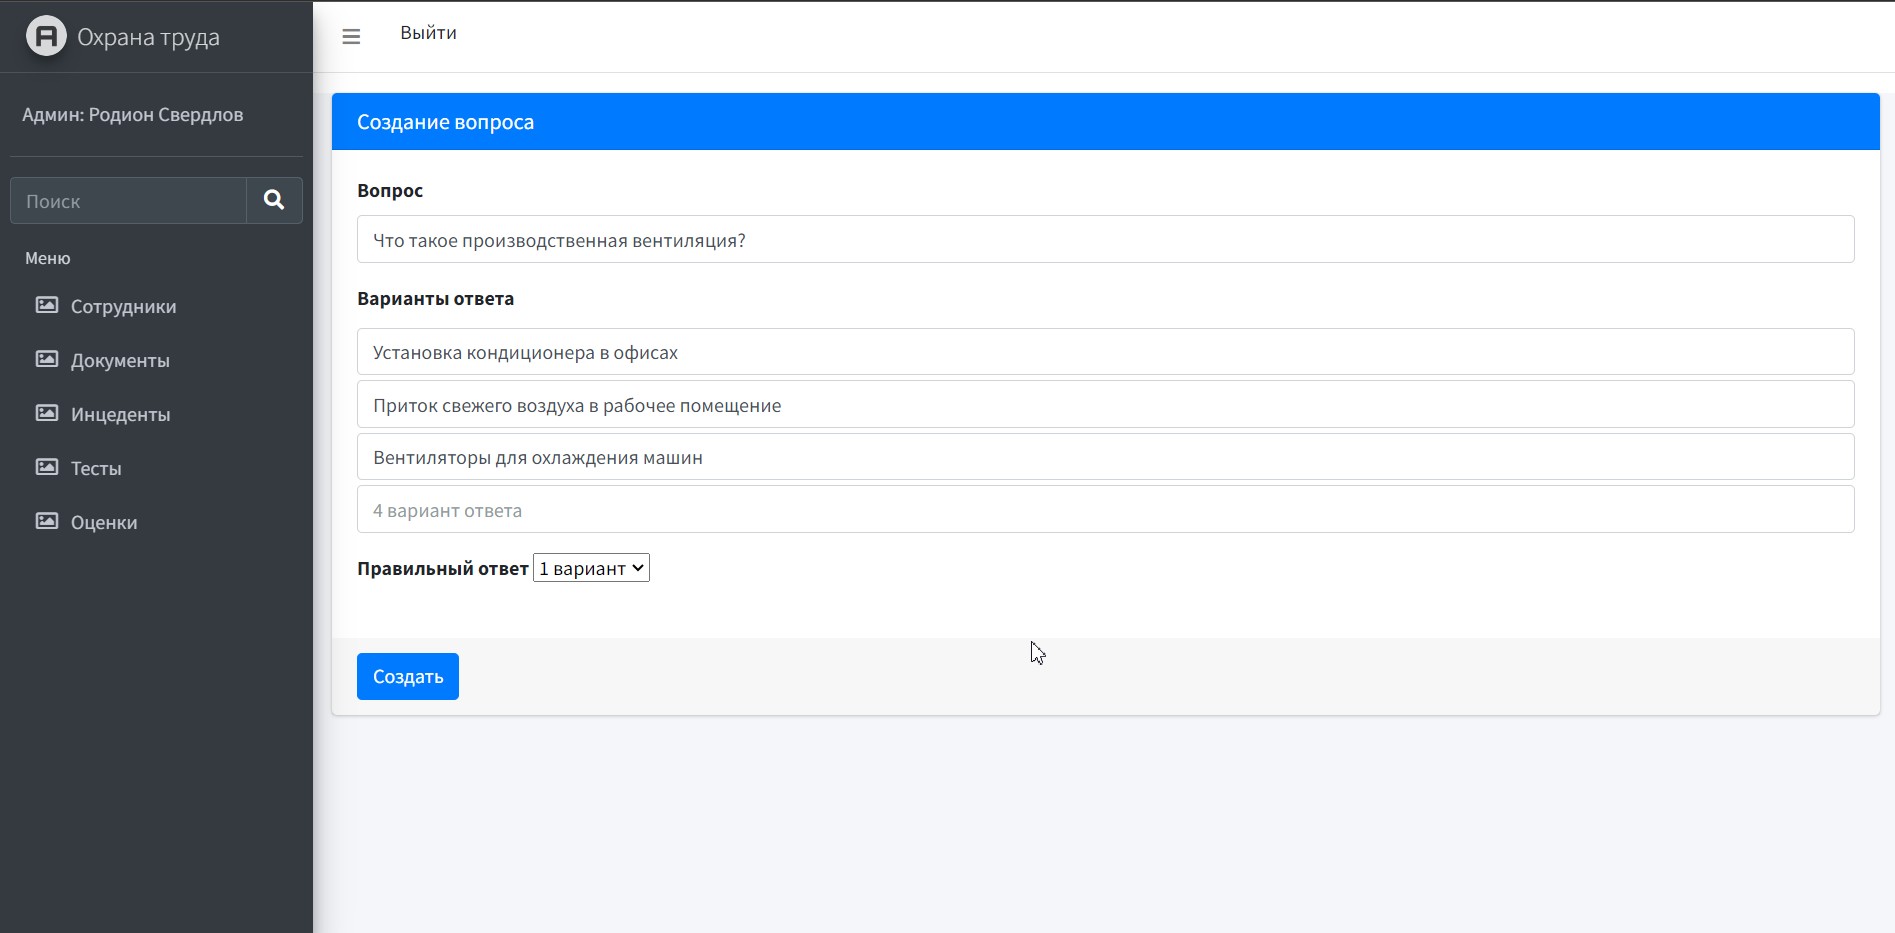 Охрана труда
Выйти
Админ: Родион Свердлов
Поиск
Меню
Сотрудники
Документы
Инцеденты
Тесты
Оценки
Создание вопроса
Вопрос
Что такое производственная вентиляция?
Варианты ответа
Установка кондиционера в офисах
Приток свежего воздуха в рабочее помещение
Вентиляторы для охлаждения машин
4 вариант ответа
Правильный ответ 1 вариант
Создать